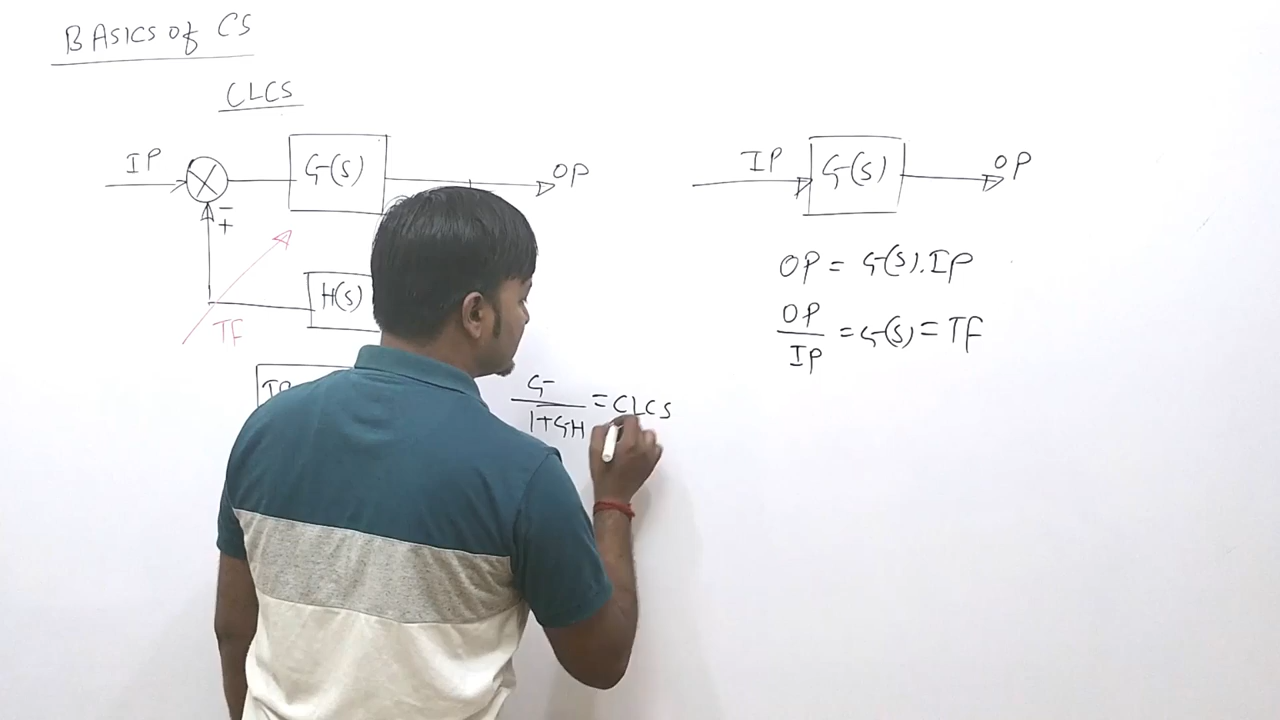 BASICS of CS
CLCS
IP
G(S)
OP
-
+
H(S)
TF
G
1+GH
=CLCS
IP
G(S)
OP
OP = G(S).IP
OP
IP
=G(S)=TF